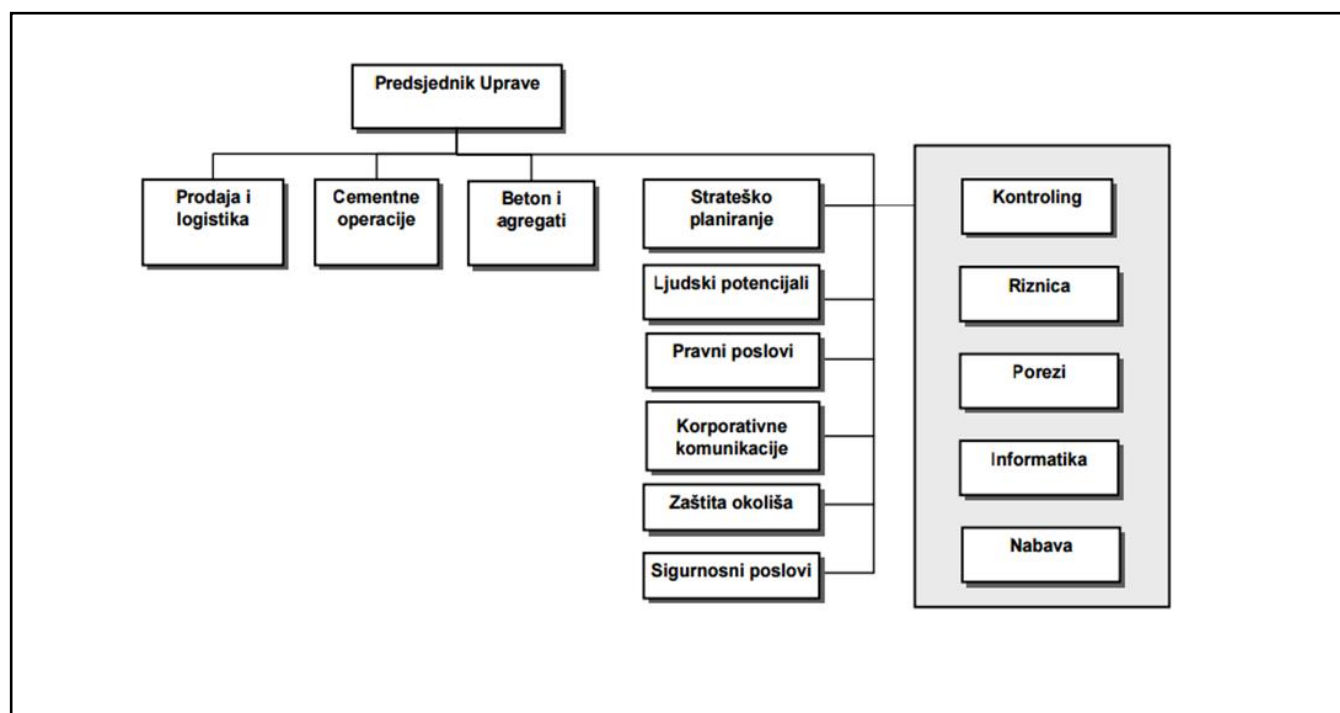 Predsjednik Uprave
Prodaja i
logistika
Cementne
operacije
Beton i
agregati
Strateško
planiranje
Ljudski potencijali
Pravni poslovi
Korporativne
komunikacije
Zaštita okoliša
Sigurnosni poslovi
Kontroling
Riznica
Porezi
Informatika
Nabava